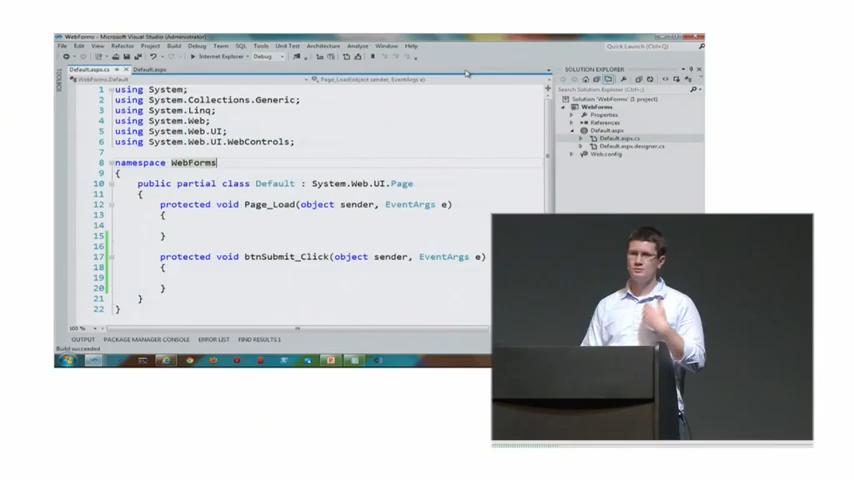 WebForms - Microsoft Visual Studio (Administrator)
File Edit View Refactor Project Build Debug Team SQL Tools Unit Test Architecture Analyze Window Help
Quick Launch (Ctrl+Q)
Internet Explorer Debug
Default.aspx.cs Default.aspx
WebForms.Default
Page_Load(object sender, EventArgs e)
TOOLBOX
1 using System;
2 using System.Collections.Generic;
3 using System.Linq;
4 using System.Web;
5 using System.Web.UI;
6 using System.Web.UI.WebControls;
7
8 namespace WebForms
9 {
10 public partial class Default : System.Web.UI.Page
11 {
12 protected void Page_Load(object sender, EventArgs e)
13 {
14
15 }
16
17 protected void btnSubmit_Click(object sender, EventArgs e)
18 {
19
20 }
21 }
22 }
100 %
SOLUTION EXPLORER
Search Solution Explorer (Ctrl+;)
Solution 'WebForms' (1 project)
WebForms
Properties
References
Default.aspx
Default.aspx.cs
Default.aspx.designer.cs
Web.config
OUTPUT PACKAGE MANAGER CONSOLE ERROR LIST FIND RESULTS 1
Build succeeded